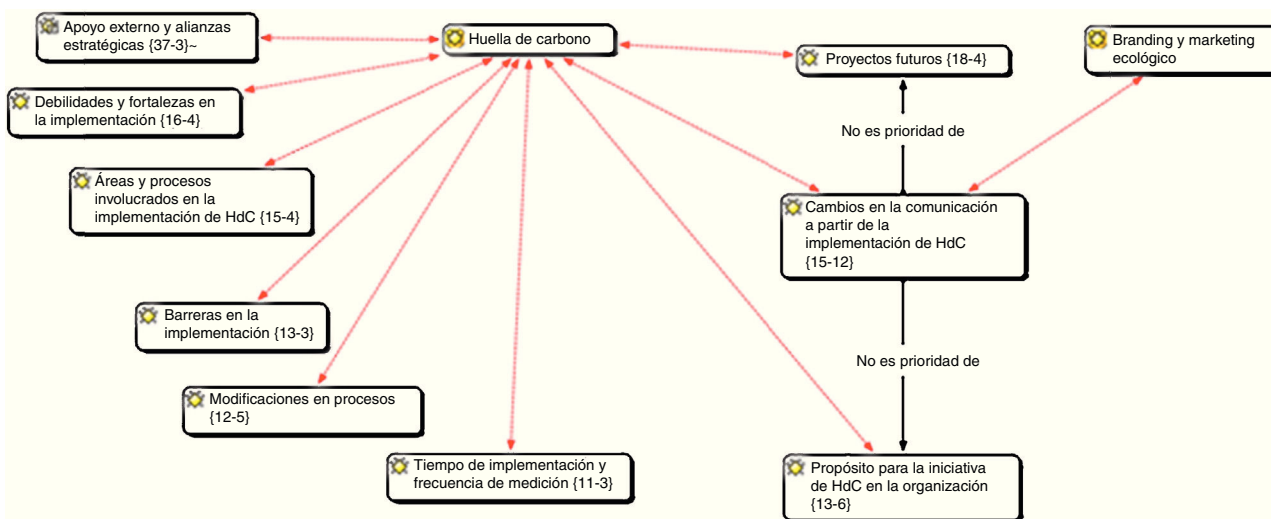 Apoyo externo y alianzas
estratégicas {37-3}~
Huella de carbono
Proyectos futuros {18-4}
Branding y marketing
ecológico
Debilidades y fortalezas en
la implementación {16-4}
No es prioridad de
Áreas y procesos
involucrados en la
implementación de HdC {15-4}
Cambios en la comunicación
a partir de la
implementación de HdC
{15-12}
Barreras en la
implementación {13-3}
No es prioridad de
Modificaciones en procesos
{12-5}
Tiempo de implementación y
frecuencia de medición {11-3}
Propósito para la iniciativa
de HdC en la organización
{13-6}